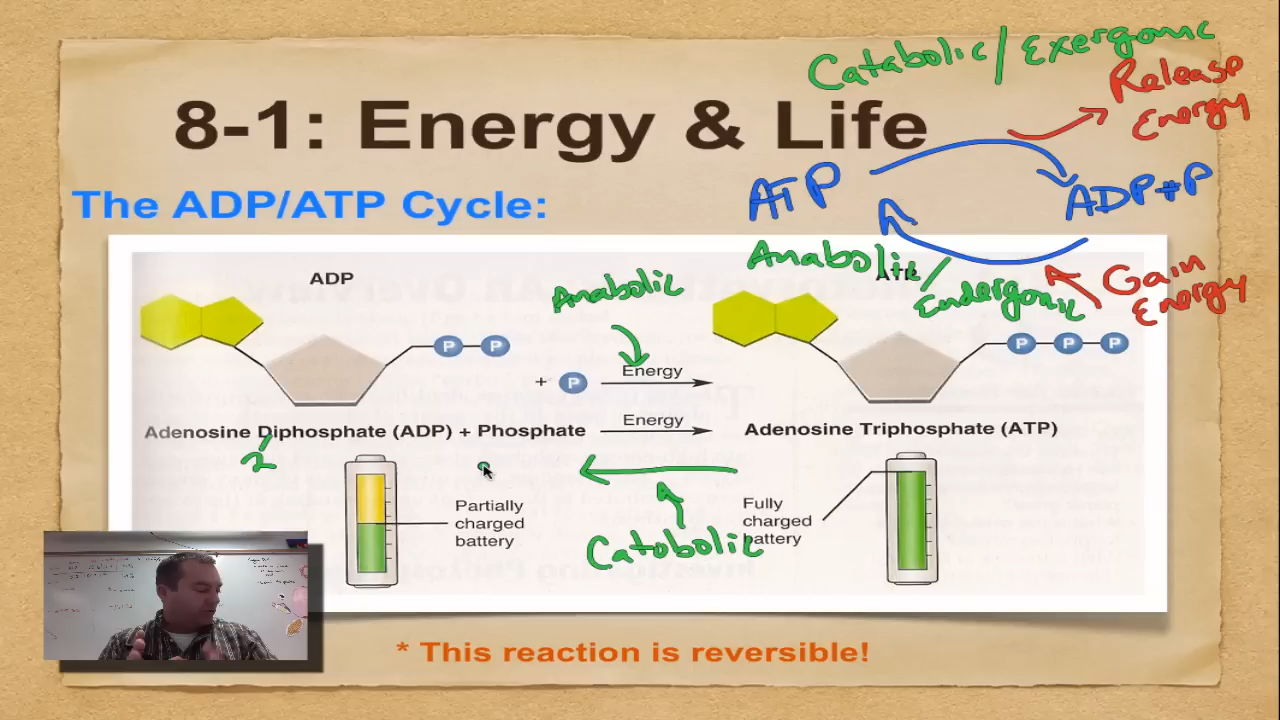 Catabolic/Exergonic
Release
Energy
8-1: Energy & Life
ATP
ADP+P
The ADP/ATP Cycle:
Anabolic/
Endergonic
Gain
Energy
ADP
Anabolic
ATP
P P
P P P
+ P
Energy
Energy
Adenosine Diphosphate (ADP) + Phosphate
Adenosine Triphosphate (ATP)
2
Partially
charged
battery
Fully
charged
battery
Catobolic
* This reaction is reversible!